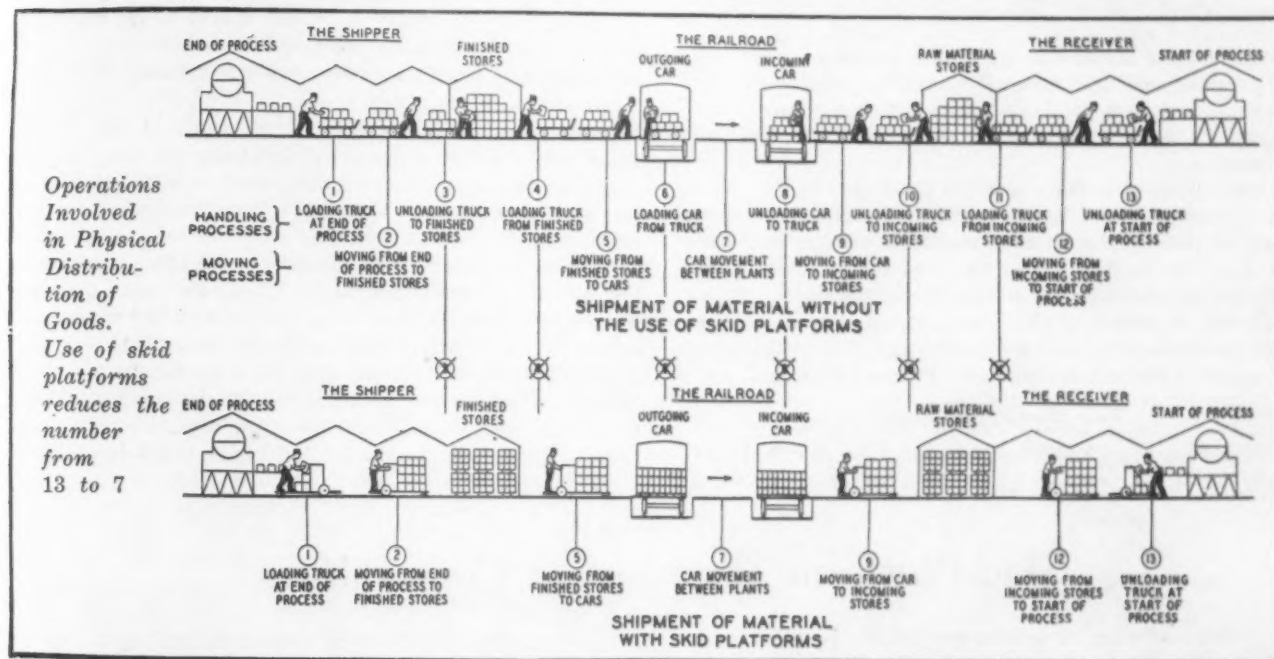 THE SHIPPER
THE RAILROAD
THE RECEIVER
END OF PROCESS
FINISHED
STORES
OUTGOING
CAR
INCOMING
CAR
RAW MATERIAL
STORES
START OF PROCESS
Operations
Involved
in Physical
Distribu-
tion of
Goods.
Use of skid
platforms
reduces the
number
from
13 to 7
HANDLING
PROCESSES
MOVING
PROCESSES
1
LOADING TRUCK
AT END OF
PROCESS
2
MOVING FROM END
OF PROCESS TO
FINISHED STORES
3
UNLOADING TRUCK
TO FINISHED
STORES
4
LOADING TRUCK
FROM FINISHED
STORES
5
MOVING FROM
FINISHED STORES
TO CARS
6
LOADING CAR
FROM TRUCK
7
CAR MOVEMENT
BETWEEN PLANTS
8
UNLOADING CAR
TO TRUCK
9
MOVING FROM CAR
TO INCOMING
STORES
10
UNLOADING TRUCK
TO INCOMING
STORES
11
LOADING TRUCK
FROM INCOMING
STORES
12
MOVING FROM
INCOMING STORES
TO START OF
PROCESS
13
UNLOADING TRUCK
AT START OF
PROCESS
SHIPMENT OF MATERIAL WITHOUT
THE USE OF SKID PLATFORMS
THE SHIPPER
THE RAILROAD
THE RECEIVER
END OF PROCESS
FINISHED
STORES
OUTGOING
CAR
INCOMING
CAR
RAW MATERIAL
STORES
START OF PROCESS
1
LOADING TRUCK
AT END OF
PROCESS
2
MOVING FROM END
OF PROCESS TO
FINISHED STORES
5
MOVING FROM
FINISHED STORES
TO CARS
7
CAR MOVEMENT
BETWEEN PLANTS
9
MOVING FROM CAR
TO INCOMING
STORES
12
MOVING FROM
INCOMING STORES
TO START OF
PROCESS
13
UNLOADING
TRUCK AT
START OF
PROCESS
SHIPMENT OF MATERIAL
WITH SKID PLATFORMS